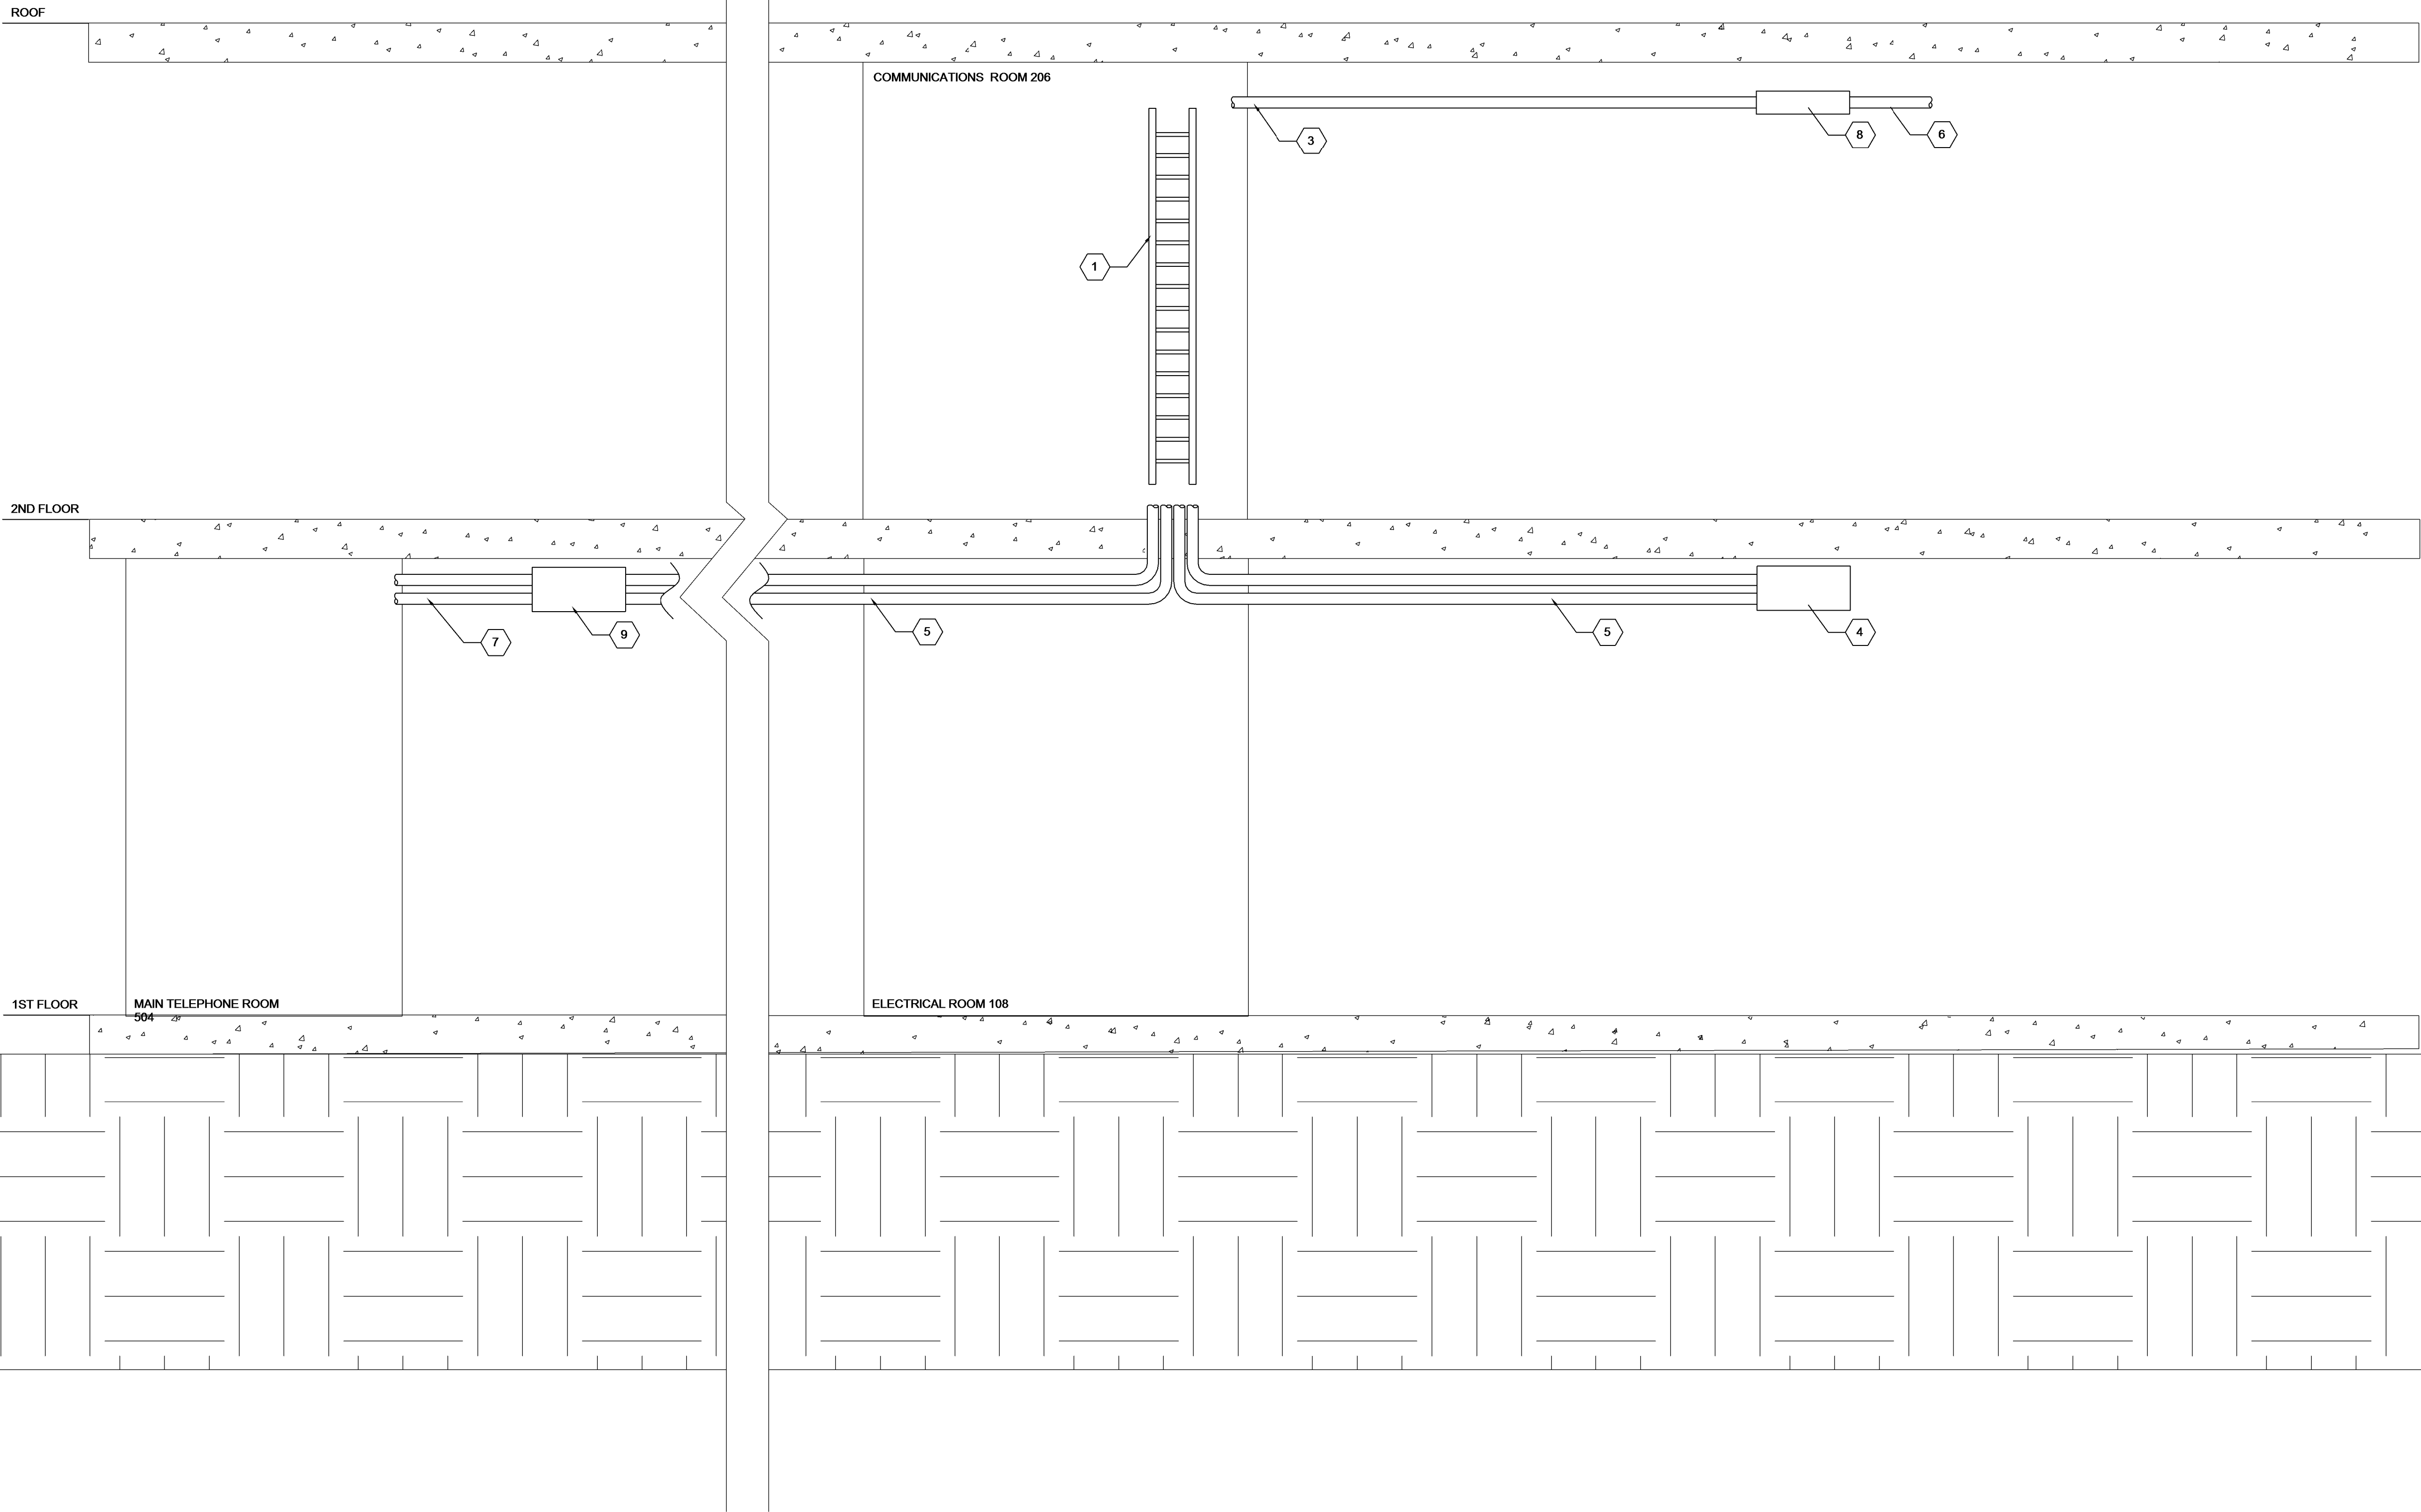 ROOF
COMMUNICATIONS ROOM 206
3
8
6
1
2ND FLOOR
7
9
5
5
4
1ST FLOOR
MAIN TELEPHONE ROOM
504
ELECTRICAL ROOM 108